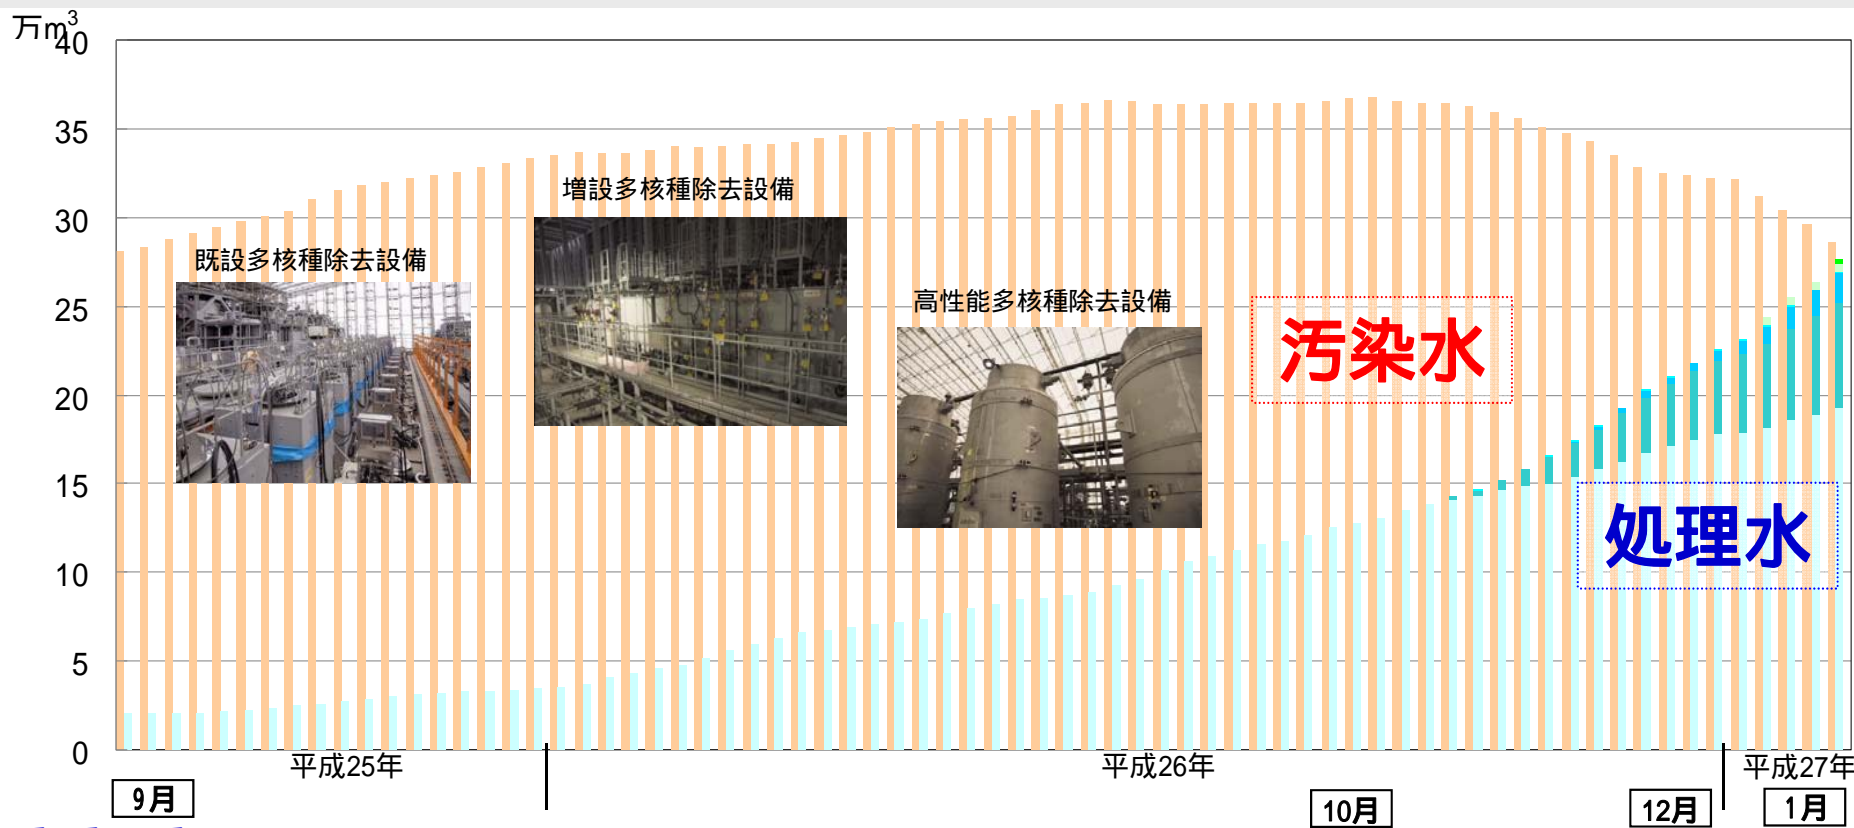 万m³
40
35
30
25
20
15
10
5
0
増設多核種除去設備
既設多核種除去設備
高性能多核種除去設備
汚染水
処理水
平成25年
平成26年
平成27年
9月
10月
12月
1月